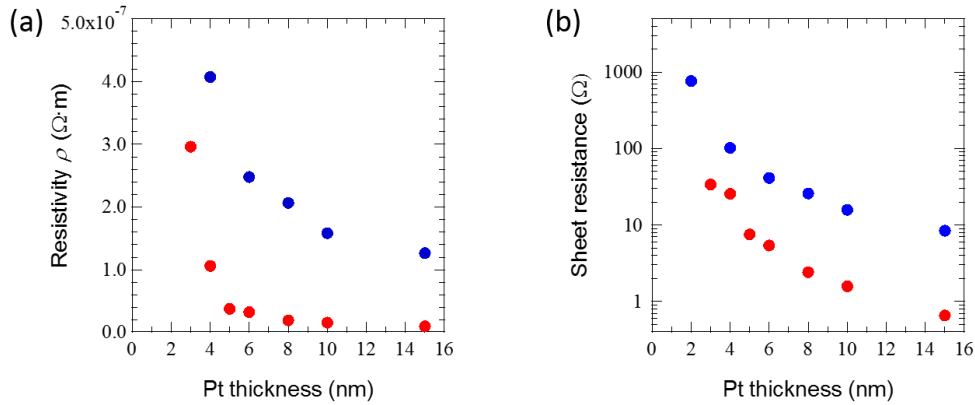 (a)
5.0x10⁻⁷
4.0
3.0
2.0
1.0
0.0
Resistivity ρ (Ω·m)
0 2 4 6 8 10 12 14 16
Pt thickness (nm)
(b)
1000
100
10
1
Sheet resistance (Ω)
0 2 4 6 8 10 12 14 16
Pt thickness (nm)